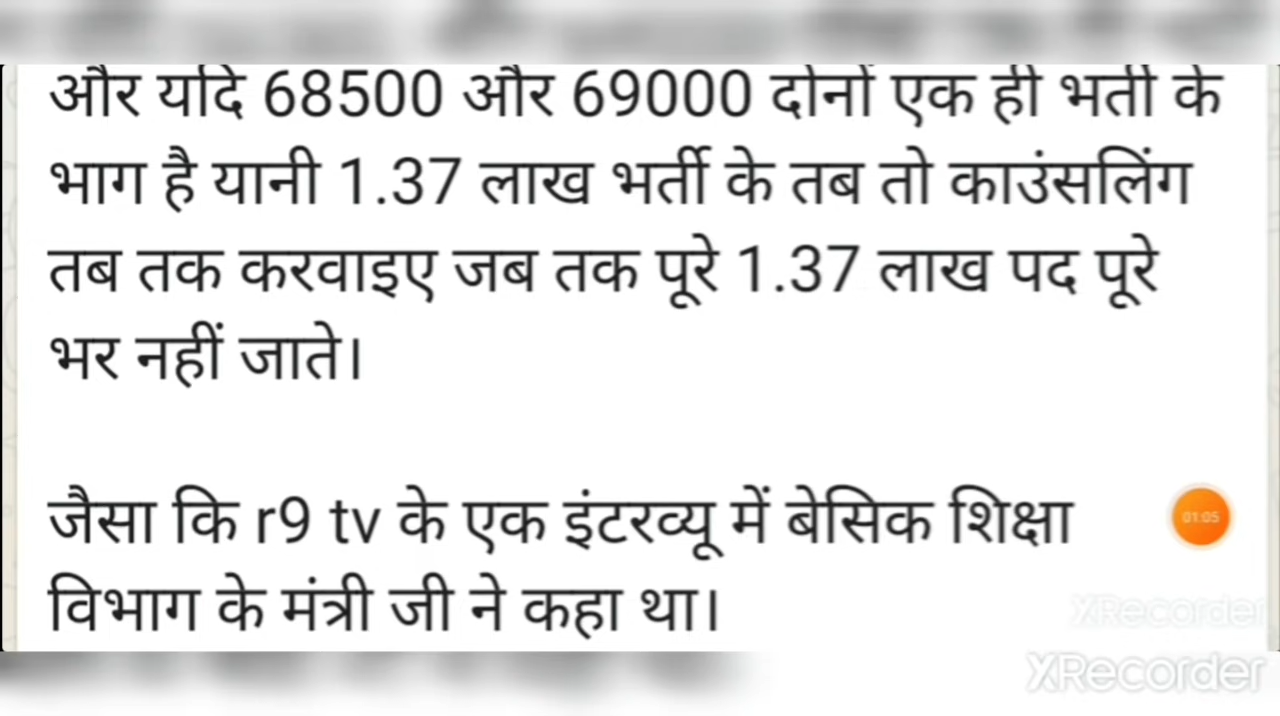 और यदि 68500 और 69000 दोनों एक ही भर्ती के
भाग है यानी 1.37 लाख भर्ती के तब तो काउंसलिंग
तब तक करवाइए जब तक पूरे 1.37 लाख पद पूरे
भर नहीं जाते।
जैसा कि r9 tv के एक इंटरव्यू में बेसिक शिक्षा
01:05
विभाग के मंत्री जी ने कहा था।
XRecorder
XRecorder